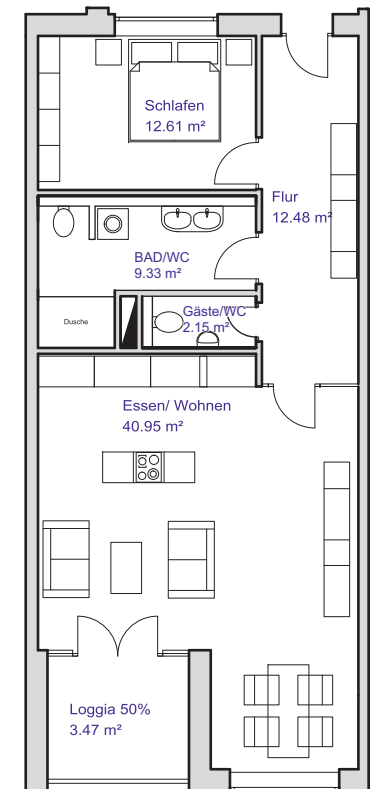 Schlafen
12.61 m²
Flur
12.48 m²
BAD/WC
9.33 m²
Gäste/WC
2.15 m²
Dusche
Essen/ Wohnen
40.95 m²
Loggia 50%
3.47 m²